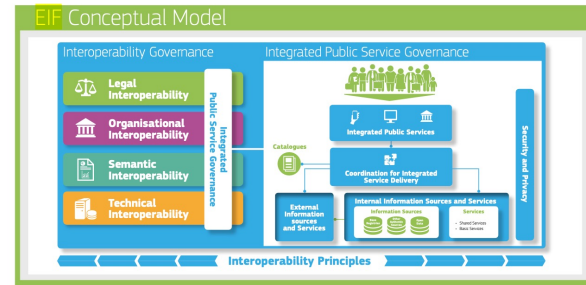 EIF Conceptual Model
Interoperability Governance
Legal
Interoperability
Organisational
Interoperability
Semantic
Interoperability
Technical
Interoperability
Integrated
Public Service Governance
Integrated Public Service Governance
Integrated Public Services
Catalogues
Coordination for Integrated
Service Delivery
External
Information
sources
and Services
Internal Information Sources and Services
Information Sources
Services
Shared Services
Basic Services
Security and Privacy
Interoperability Principles